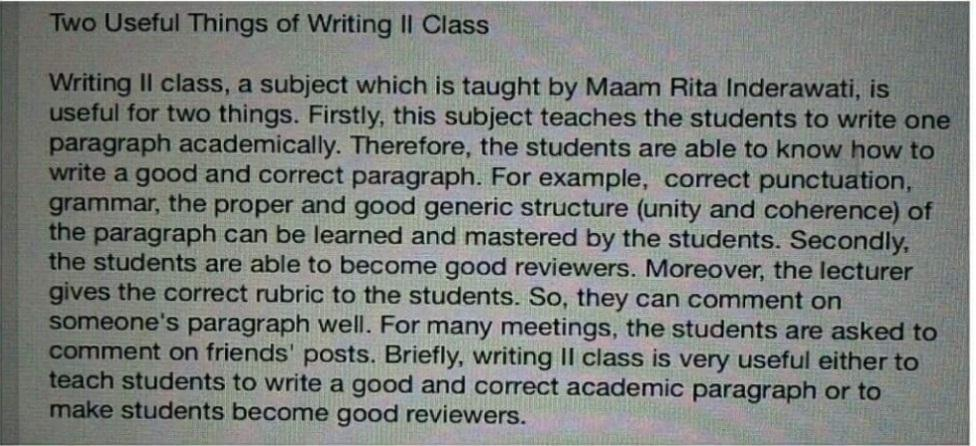 Two Useful Things of Writing II Class
Writing II class, a subject which is taught by Maam Rita Inderawati, is
useful for two things. Firstly, this subject teaches the students to write one
paragraph academically. Therefore, the students are able to know how to
write a good and correct paragraph. For example,  correct punctuation,
grammar, the proper and good generic structure (unity and coherence) of
the paragraph can be learned and mastered by the students. Secondly,
the students are able to become good reviewers. Moreover, the lecturer
gives the correct rubric to the students. So, they can comment on
someone's paragraph well. For many meetings, the students are asked to
comment on friends' posts. Briefly, writing II class is very useful either to
teach students to write a good and correct academic paragraph or to
make students become good reviewers.